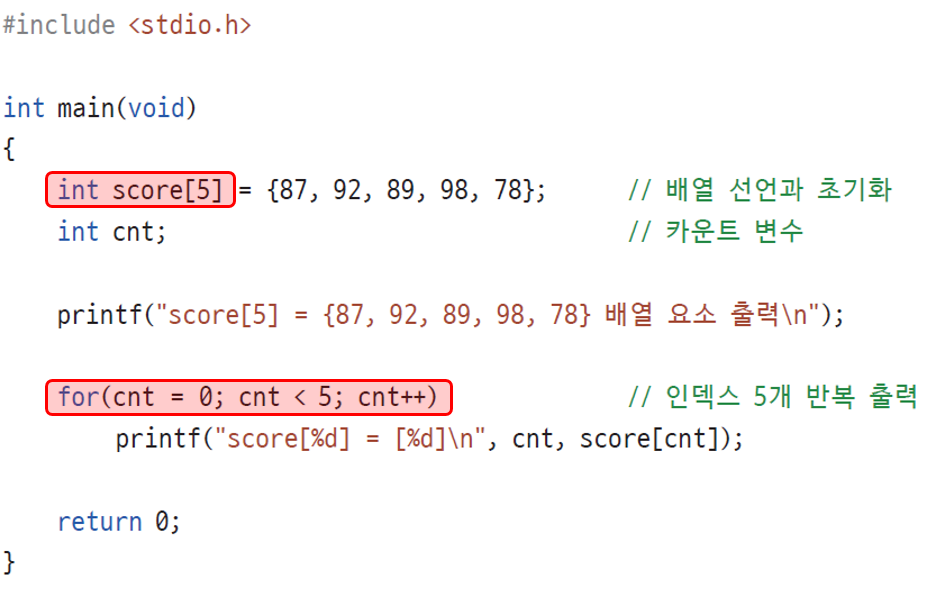 #include <stdio.h>
int main(void)
{
int score[5] = {87, 92, 89, 98, 78}; // 배열 선언과 초기화
int cnt; // 카운트 변수
printf("score[5] = {87, 92, 89, 98, 78} 배열 요소 출력\n");
for(cnt = 0; cnt < 5; cnt++) // 인덱스 5개 반복 출력
printf("score[%d] = [%d]\n", cnt, score[cnt]);
return 0;
}